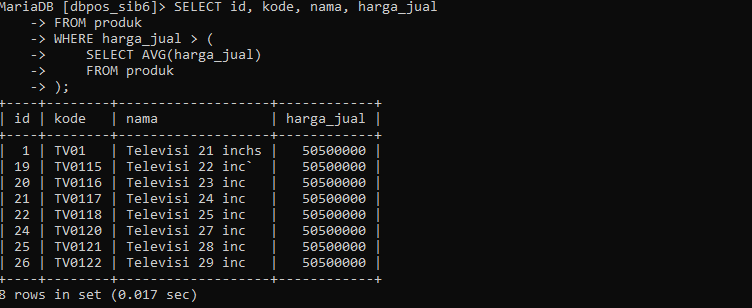 MariaDB [dbpos_sib6]> SELECT id, kode, nama, harga_jual
    -> FROM produk
    -> WHERE harga_jual > (
    ->     SELECT AVG(harga_jual)
    ->     FROM produk
    -> );
+----+--------+-------------------+------------+
| id | kode   | nama              | harga_jual |
+----+--------+-------------------+------------+
|  1 | TV01   | Televisi 21 inchs |   50500000 |
| 19 | TV0115 | Televisi 22 inc`  |   50500000 |
| 20 | TV0116 | Televisi 23 inc   |   50500000 |
| 21 | TV0117 | Televisi 24 inc   |   50500000 |
| 22 | TV0118 | Televisi 25 inc   |   50500000 |
| 24 | TV0120 | Televisi 27 inc   |   50500000 |
| 25 | TV0121 | Televisi 28 inc   |   50500000 |
| 26 | TV0122 | Televisi 29 inc   |   50500000 |
+----+--------+-------------------+------------+
8 rows in set (0.017 sec)